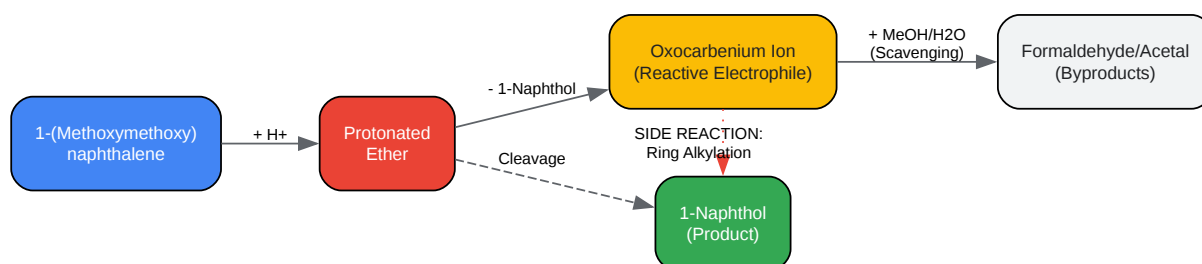 1-(Methoxymethoxy)
naphthalene
+ H+
Protonated
Ether
- 1-Naphthol
Cleavage
Oxocarbenium Ion
(Reactive Electrophile)
SIDE REACTION:
Ring Alkylation
1-Naphthol
(Product)
+ MeOH/H2O
(Scavenging)
Formaldehyde/Acetal
(Byproducts)